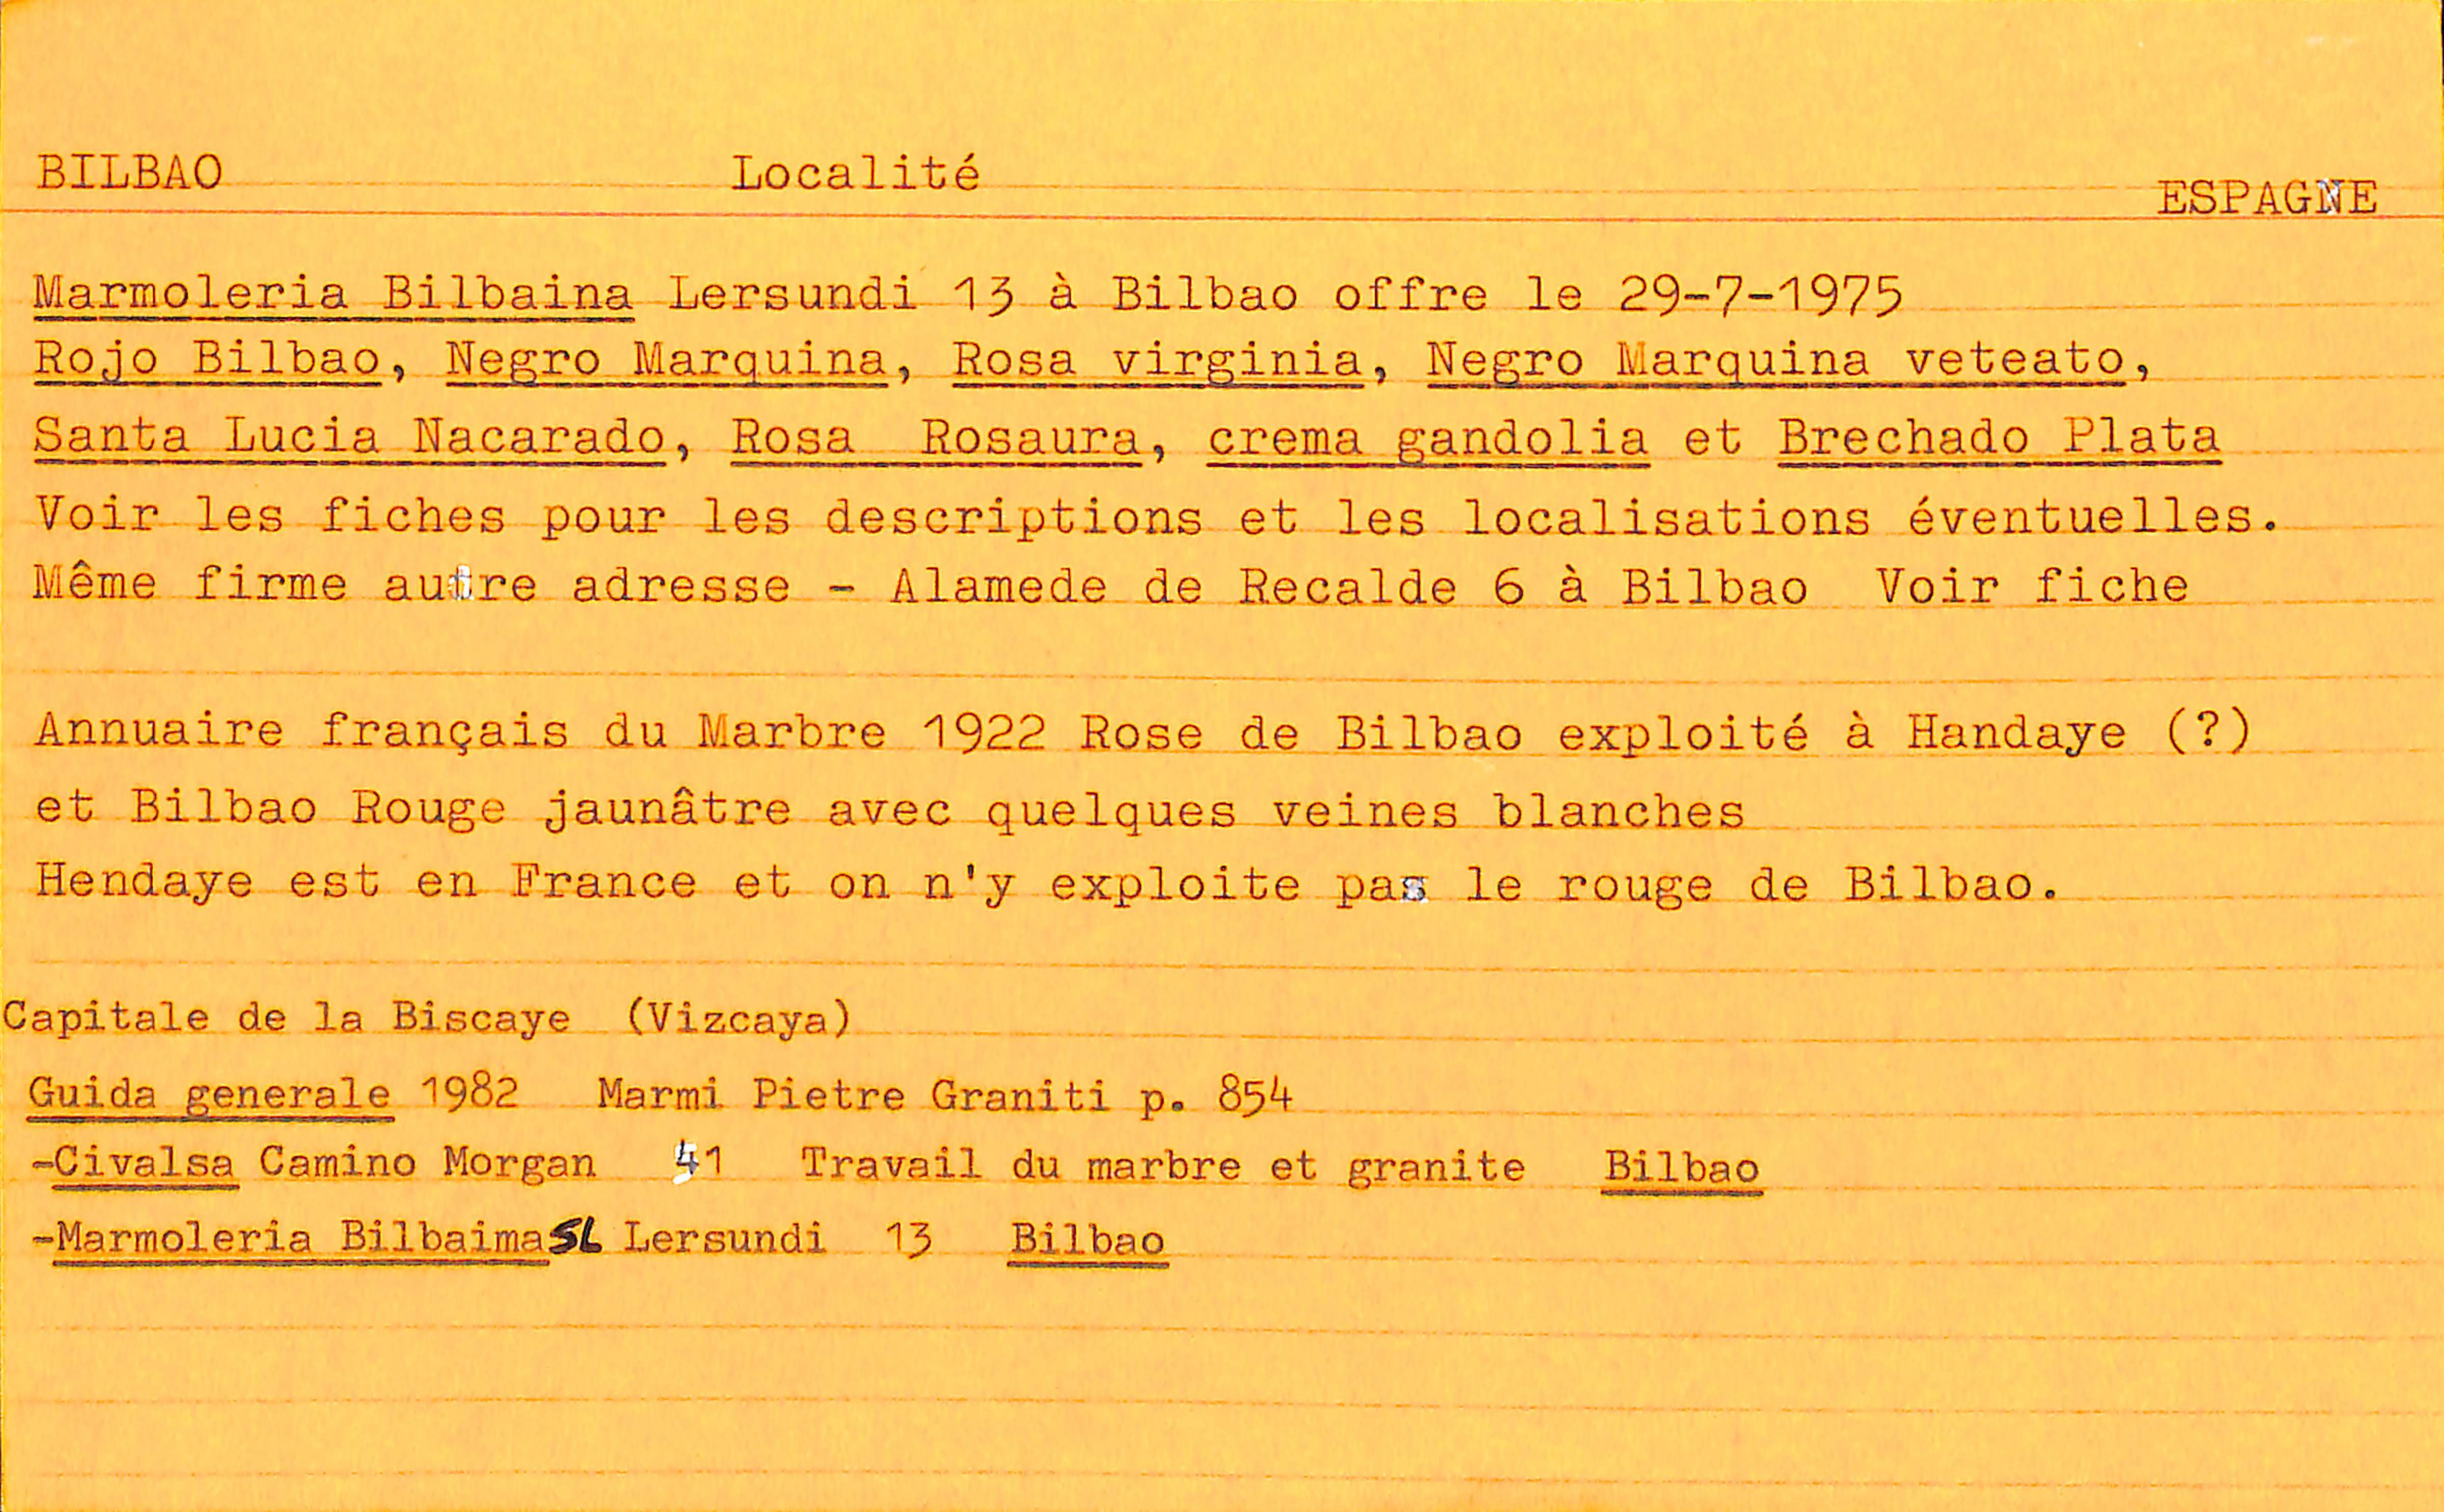 BILBAO Localité ESPAGNE
Marmoleria Bilbaina Lersundi 13 à Bilbao offre le 29-7-1975
Rojo Bilbao, Negro Marquina, Rosa virginia, Negro Marquina veteato,
Santa Lucia Nacarado, Rosa Rosaura, crema gandolia et Brechado Plata
Voir les fiches pour les descriptions et les localisations éventuelles.
Même firme autre adresse - Alamede de Recalde 6 à Bilbao Voir fiche
Annuaire français du Marbre 1922 Rose de Bilbao exploité à Handaye (?)
et Bilbao Rouge jaunâtre avec quelques veines blanches
Hendaye est en France et on n'y exploite pas le rouge de Bilbao.
Capitale de la Biscaye (Vizcaya)
Guida generale 1982 Marmi Pietre Graniti p. 854
-Civalsa Camino Morgan 41 Travail du marbre et granite Bilbao
-Marmoleria Bilbaima SL Lersundi 13 Bilbao